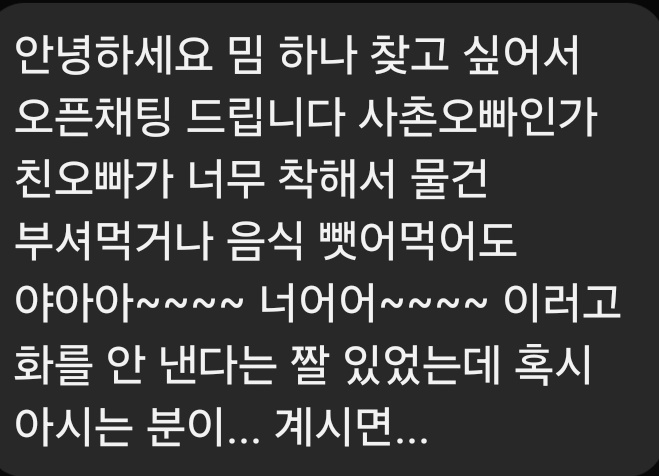 안녕하세요 밈 하나 찾고 싶어서
오픈채팅 드립니다 사촌오빠인가
친오빠가 너무 착해서 물건
부셔먹거나 음식 뺏어먹어도
야아아~~~~ 너어어~~~~ 이러고
화를 안 낸다는 짤 있었는데 혹시
아시는 분이... 계시면...